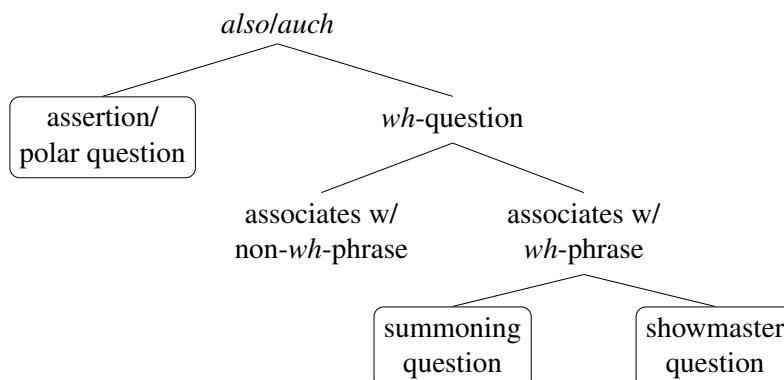 also/auch
assertion/
polar question
wh-question
associates w/
non-wh-phrase
associates w/
wh-phrase
summoning
question
showmaster
question